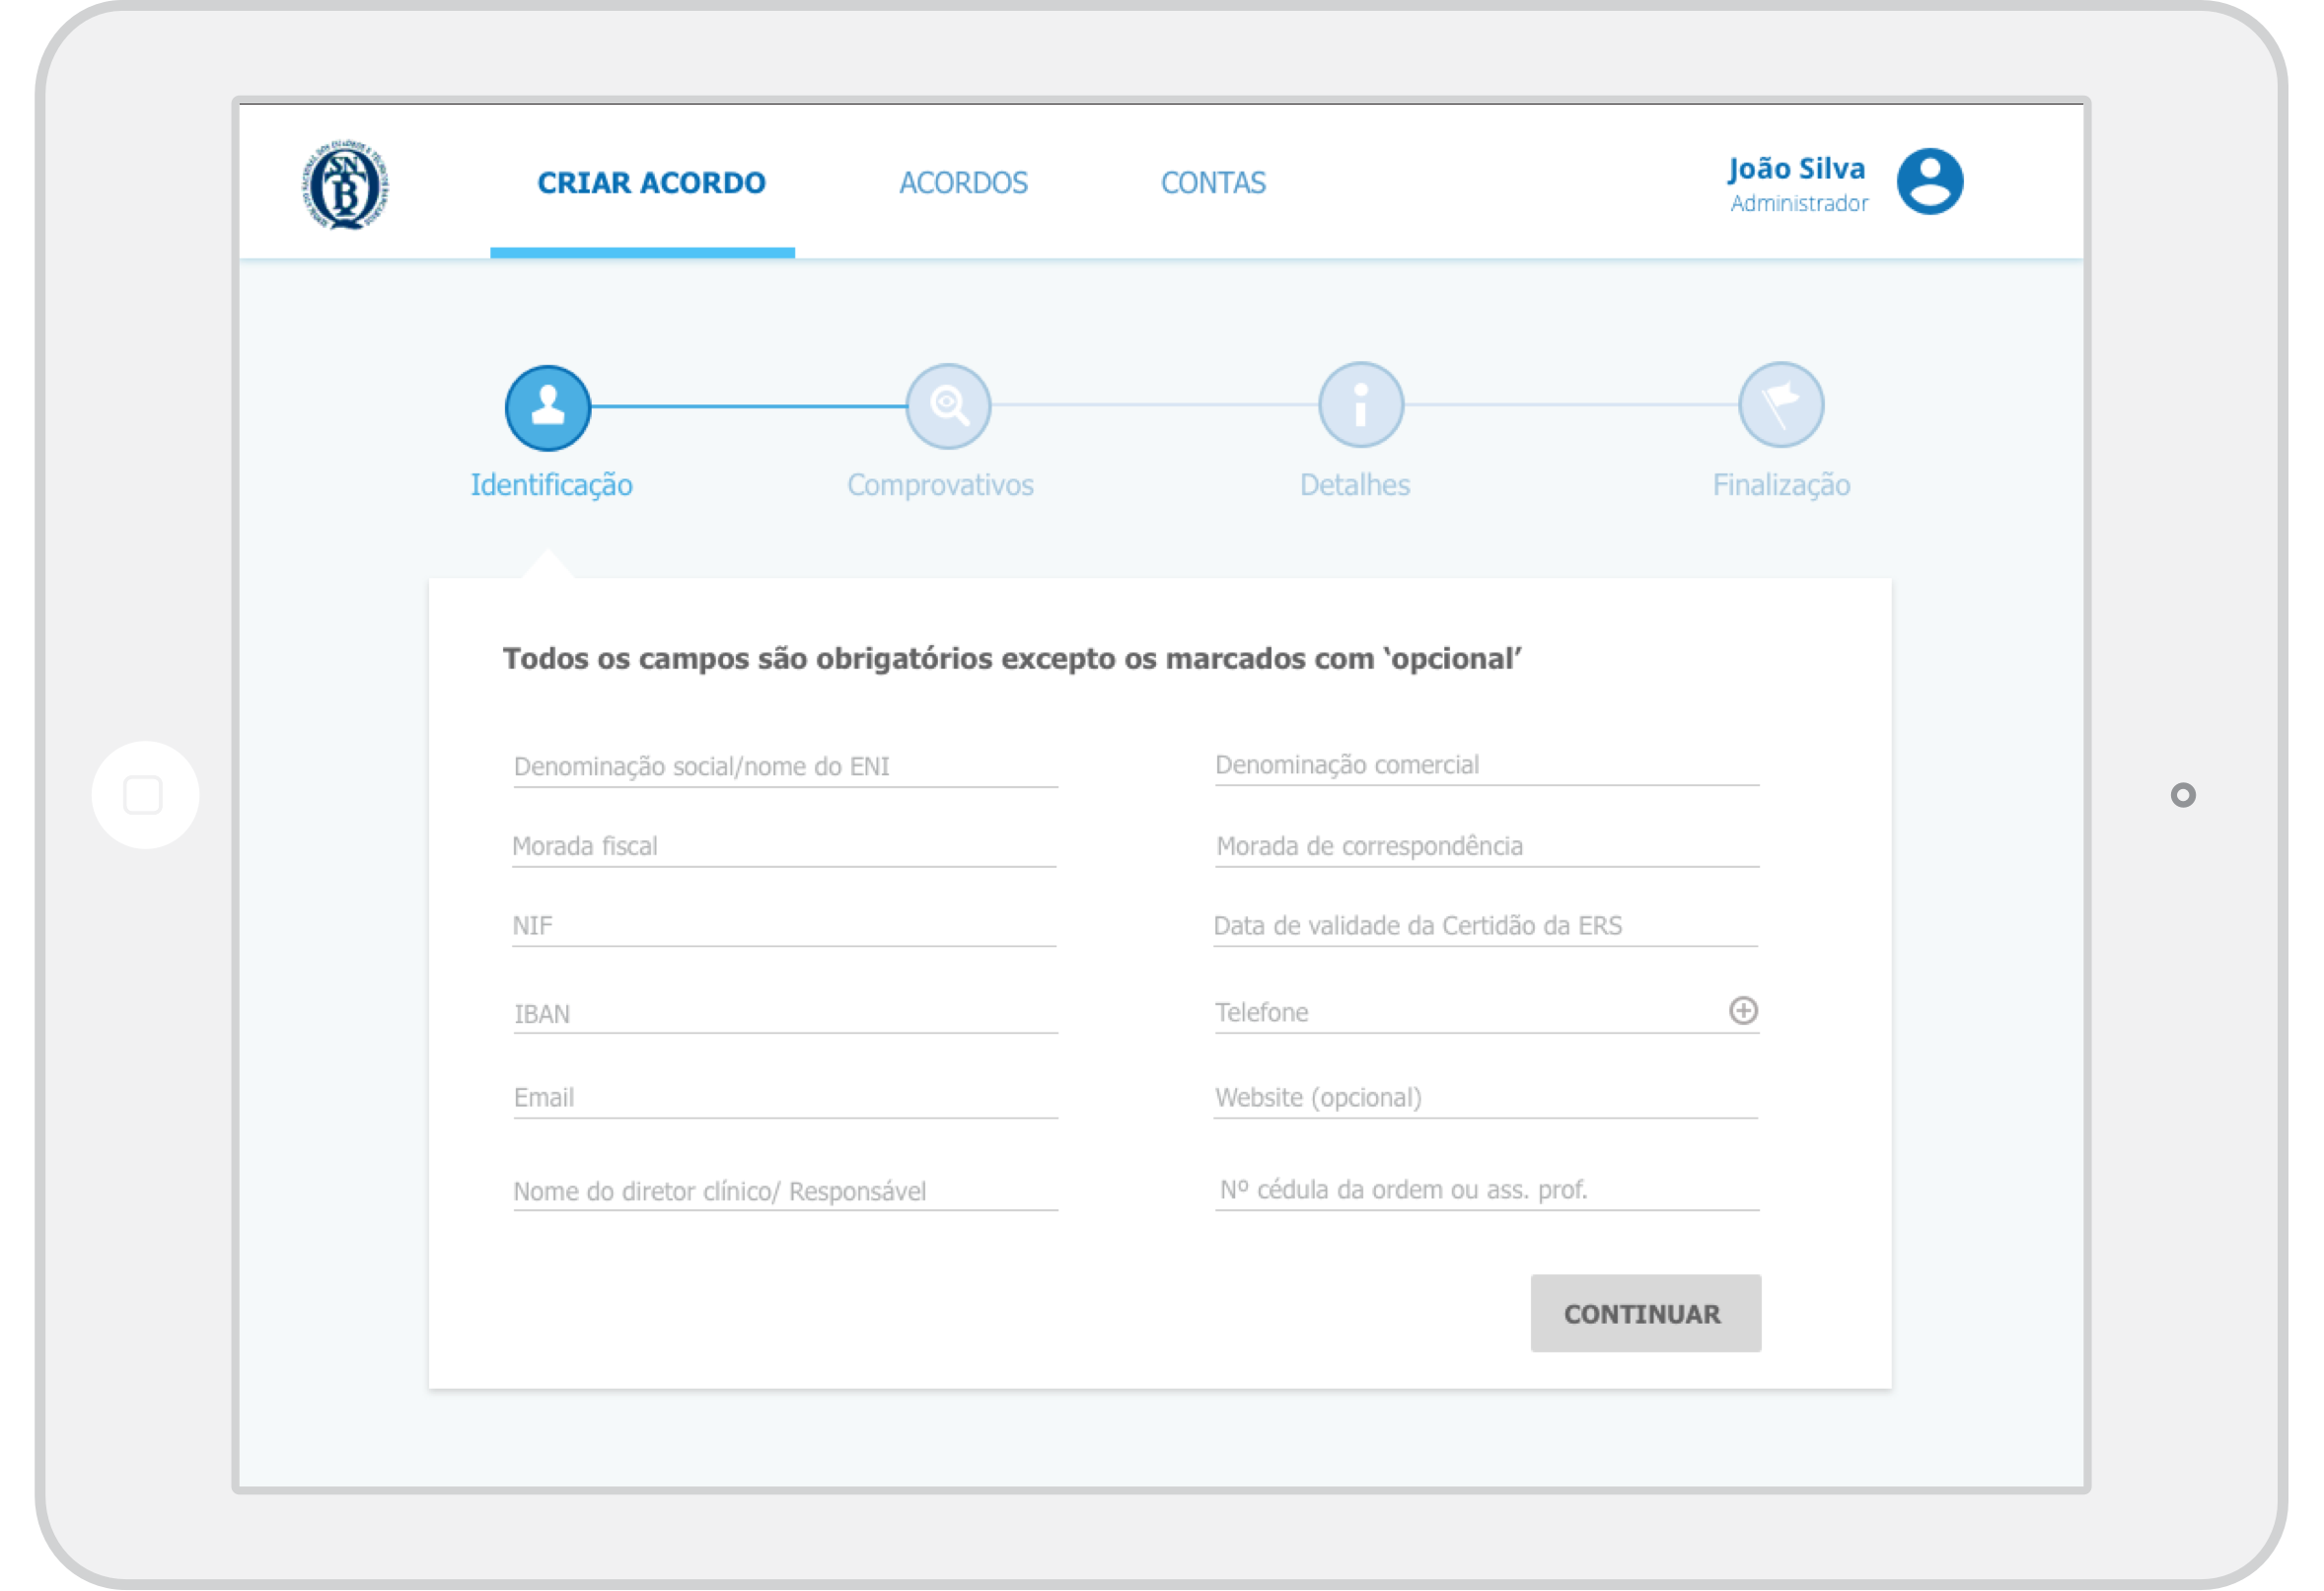 SN
B
CRIAR ACORDO
ACORDOS
CONTAS
João Silva
Administrador
Identificação
Comprovativos
Detalhes
Finalização
Todos os campos são obrigatórios excepto os marcados com ‘opcional’
Denominação social/nome do ENI
Denominação comercial
Morada fiscal
Morada de correspondência
NIF
Data de validade da Certidão da ERS
IBAN
Telefone
Email
Website (opcional)
Nome do diretor clínico/ Responsável
Nº cédula da ordem ou ass. prof.
CONTINUAR